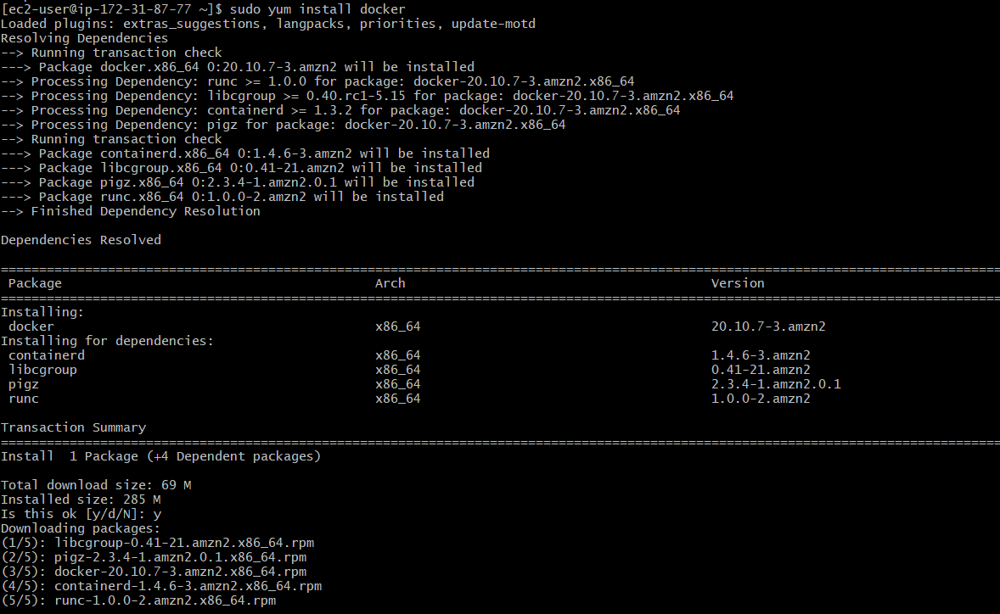 [ec2-user@ip-172-31-87-77 ~]$ sudo yum install docker
Loaded plugins: extras_suggestions, langpacks, priorities, update-motd
Resolving Dependencies
--> Running transaction check
---> Package docker.x86_64 0:20.10.7-3.amzn2 will be installed
--> Processing Dependency: runc >= 1.0.0 for package: docker-20.10.7-3.amzn2.x86_64
--> Processing Dependency: libcgroup >= 0.40.rc1-5.15 for package: docker-20.10.7-3.amzn2.x86_64
--> Processing Dependency: containerd >= 1.3.2 for package: docker-20.10.7-3.amzn2.x86_64
--> Processing Dependency: pigz for package: docker-20.10.7-3.amzn2.x86_64
--> Running transaction check
---> Package containerd.x86_64 0:1.4.6-3.amzn2 will be installed
---> Package libcgroup.x86_64 0:0.41-21.amzn2 will be installed
---> Package pigz.x86_64 0:2.3.4-1.amzn2.0.1 will be installed
---> Package runc.x86_64 0:1.0.0-2.amzn2 will be installed
--> Finished Dependency Resolution

Dependencies Resolved

===================================================================================================================================
 Package                                         Arch                                        Version
===================================================================================================================================
Installing:
 docker                                          x86_64                                      20.10.7-3.amzn2
Installing for dependencies:
 containerd                                      x86_64                                      1.4.6-3.amzn2
 libcgroup                                       x86_64                                      0.41-21.amzn2
 pigz                                            x86_64                                      2.3.4-1.amzn2.0.1
 runc                                            x86_64                                      1.0.0-2.amzn2

Transaction Summary
===================================================================================================================================
Install  1 Package (+4 Dependent packages)

Total download size: 69 M
Installed size: 285 M
Is this ok [y/d/N]: y
Downloading packages:
(1/5): libcgroup-0.41-21.amzn2.x86_64.rpm
(2/5): pigz-2.3.4-1.amzn2.0.1.x86_64.rpm
(3/5): docker-20.10.7-3.amzn2.x86_64.rpm
(4/5): containerd-1.4.6-3.amzn2.x86_64.rpm
(5/5): runc-1.0.0-2.amzn2.x86_64.rpm